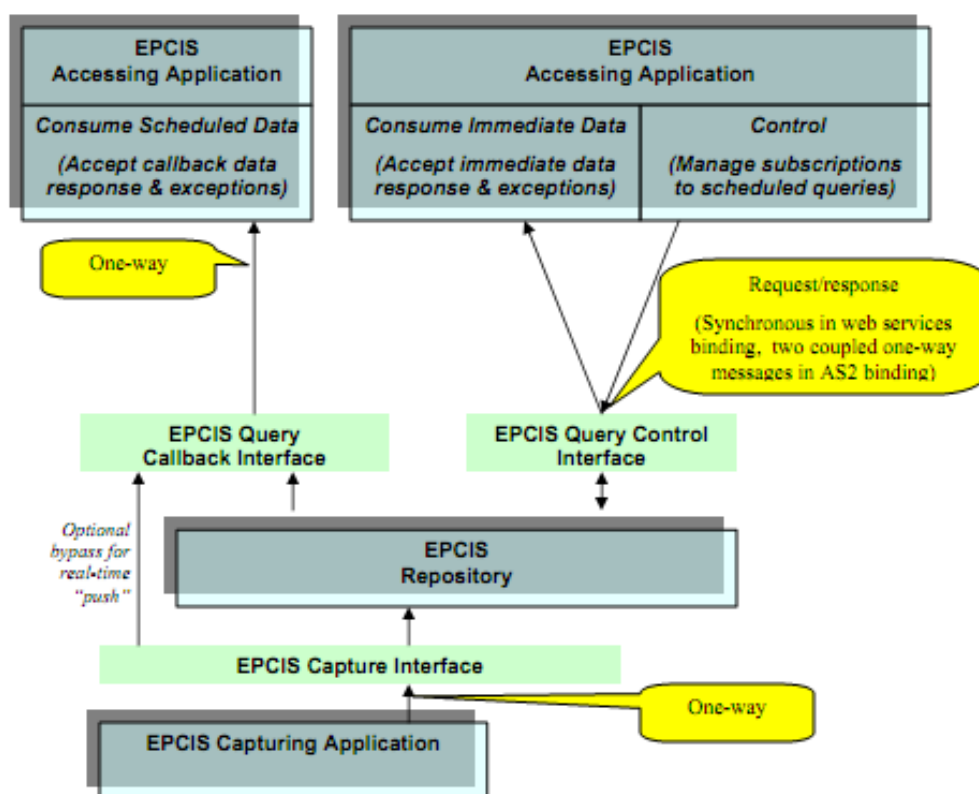 EPCIS
Accessing Application
Consume Scheduled Data
(Accept callback data
response & exceptions)
EPCIS
Accessing Application
Consume Immediate Data
(Accept immediate data
response & exceptions)
Control
(Manage subscriptions
to scheduled queries)
One-way
Request/response
(Synchronous in web services
binding, two coupled one-way
messages in AS2 binding)
EPCIS Query
Callback Interface
EPCIS Query Control
Interface
Optional
bypass for
real-time
“push”
EPCIS
Repository
EPCIS Capture Interface
One-way
EPCIS Capturing Application